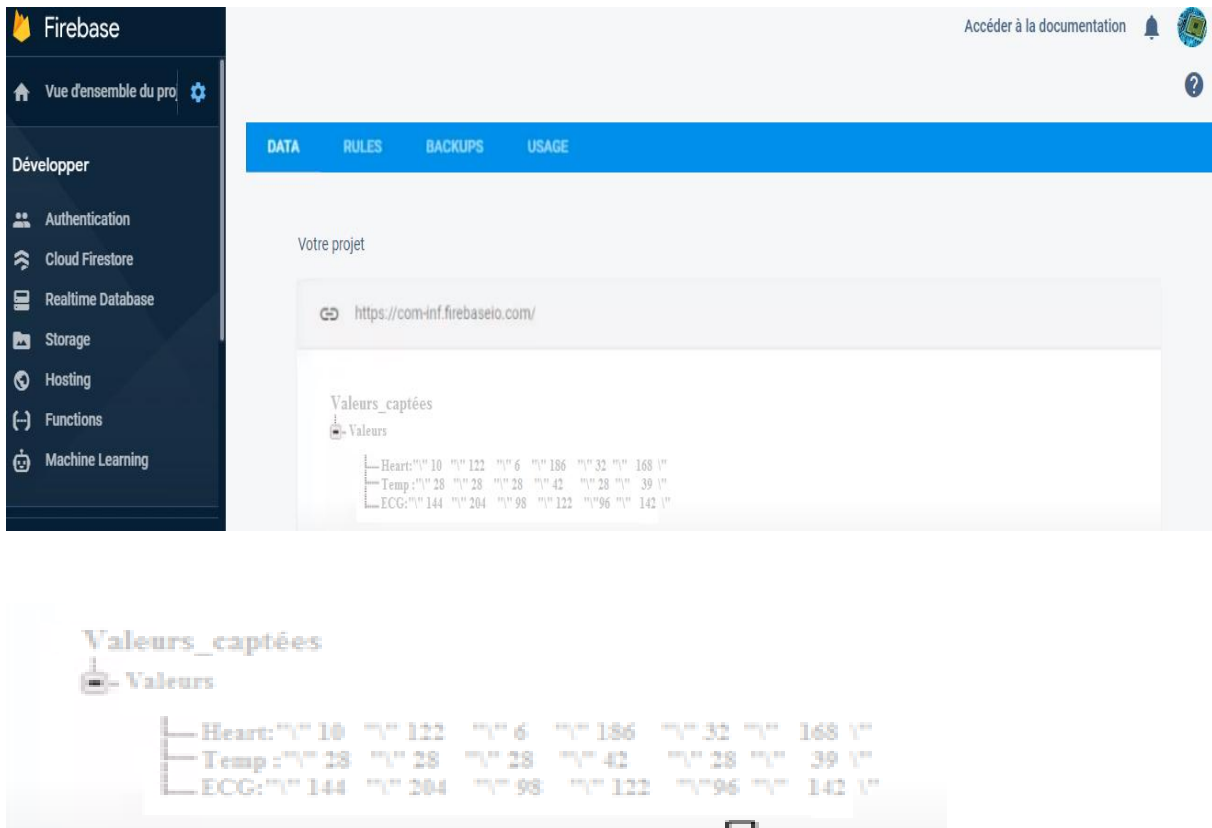 Firebase
Accéder à la documentation
Vue d'ensemble du proj
DATA RULES BACKUPS USAGE
Développer
Authentication
Cloud Firestore
Realtime Database
Storage
Hosting
Functions
Machine Learning
Votre projet
https://com-inf.firebaseio.com/
Valeurs_captées
Valeurs
Heart:"\" 10 "\" 122 "\" 6 "\" 186 "\" 32 "\" 168 \"
Temp :"\" 28 "\" 28 "\" 28 "\" 42 "\" 28 "\" 39 \"
ECG:"\" 144 "\" 204 "\" 98 "\" 122 "\"96 "\" 142 \"
Valeurs_captées
Valeurs
Heart:"\" 10 "\" 122 "\" 6 "\" 186 "\" 32 "\" 168 \"
Temp :"\" 28 "\" 28 "\" 28 "\" 42 "\" 28 "\" 39 \"
ECG:"\" 144 "\" 204 "\" 98 "\" 122 "\"96 "\" 142 \"